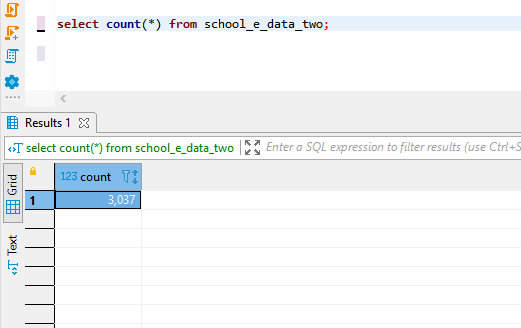 select count(*) from school_e_data_two;
Results 1
select count(*) from school_e_data_two
Enter a SQL expression to filter results (use Ctrl+S
Grid
Text
123 count
1
3,037